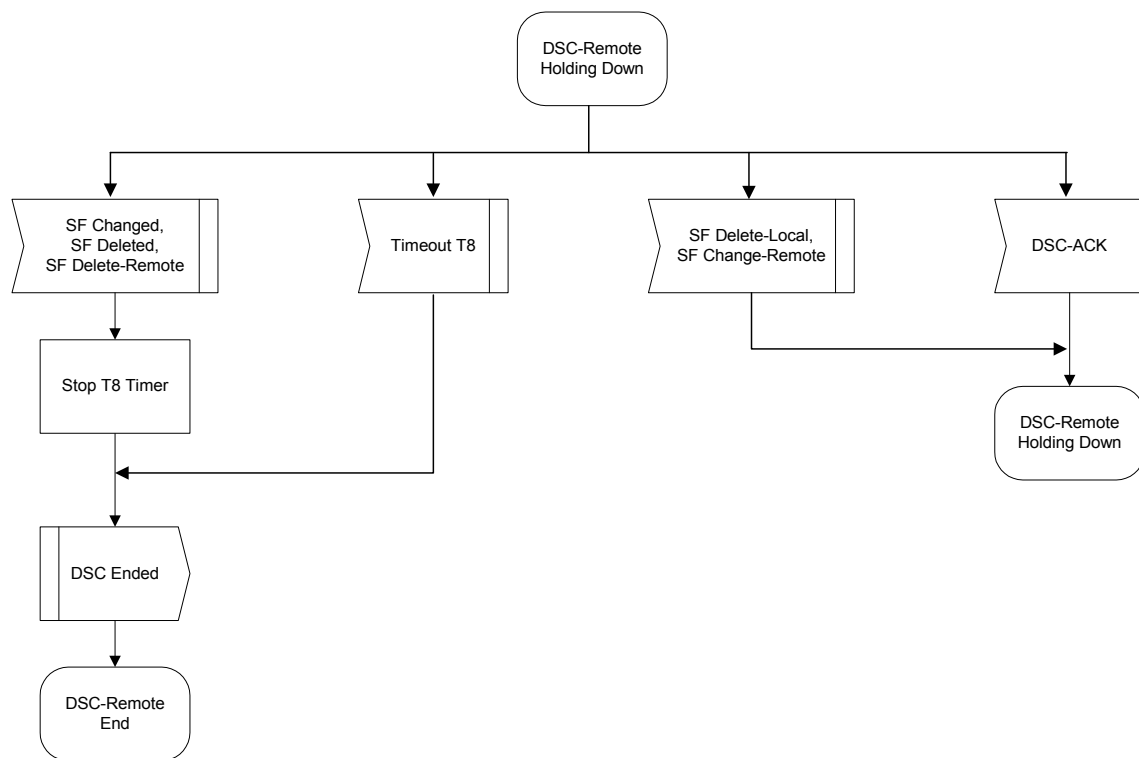 DSC-Remote
Holding Down
SF Changed,
SF Deleted,
SF Delete-Remote
Timeout T8
SF Delete-Local,
SF Change-Remote
DSC-ACK
Stop T8 Timer
DSC-Remote
Holding Down
DSC Ended
DSC-Remote
End